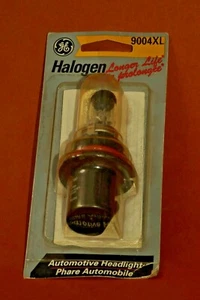 GE
9004XL
Halogen
Longer Life
prolongée
Automotive Headlight-
Phare Automobile